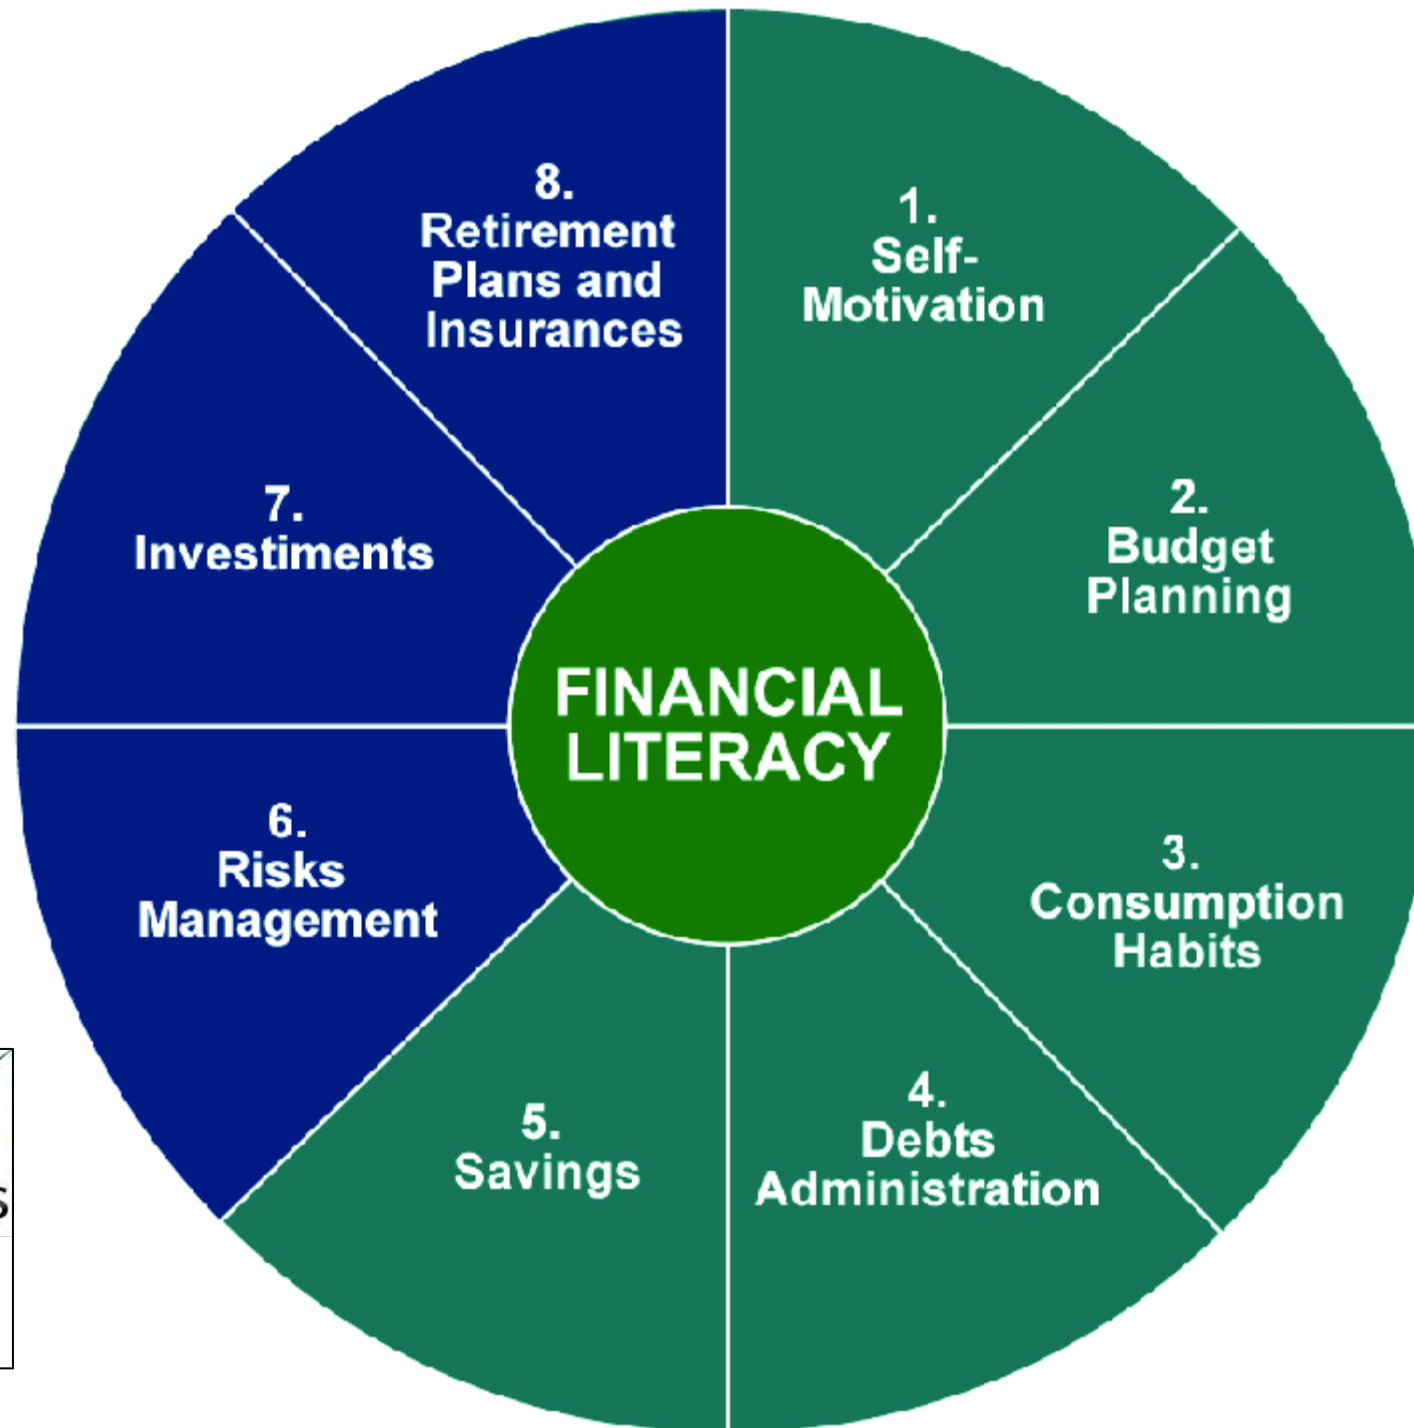 8.
Retirement
Plans and
Insurances
1.
Self-
Motivation
7.
Investiments
2.
Budget
Planning
FINANCIAL
LITERACY
6.
Risks
Management
3.
Consumption
Habits
5.
Savings
4.
Debts
Administration